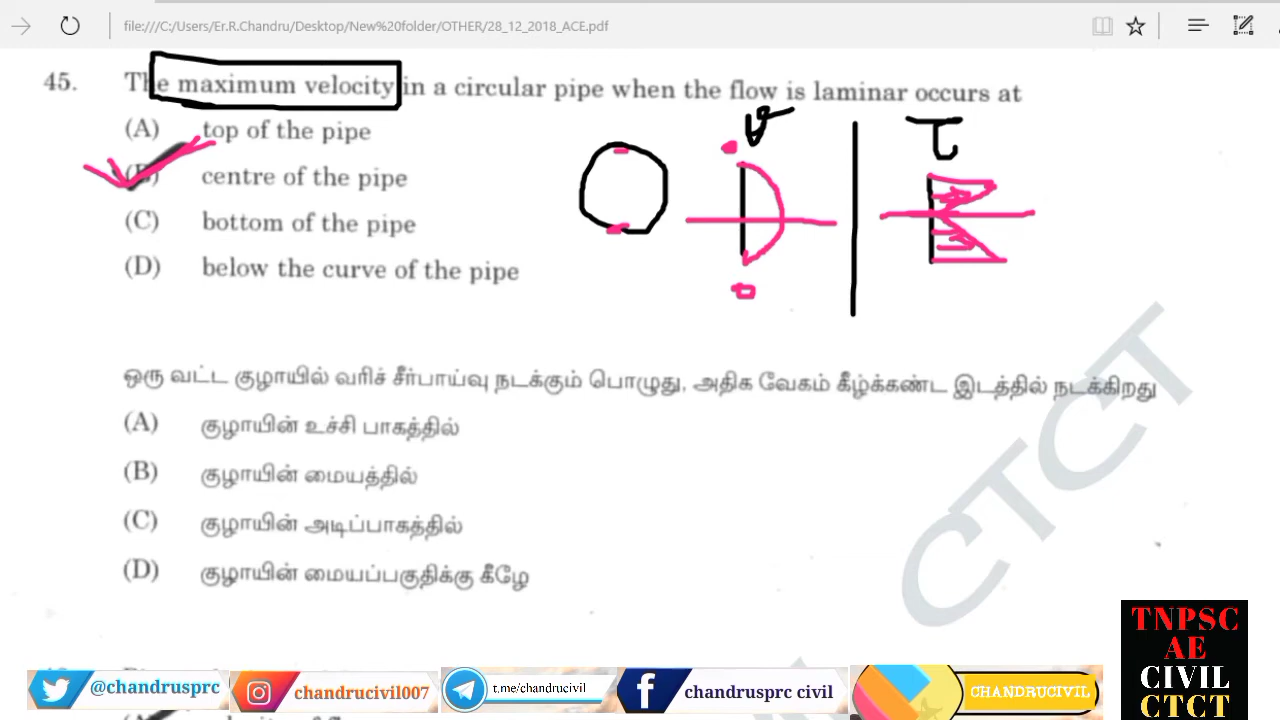 file:///C:/Users/Er.R.Chandru/Desktop/New%20folder/OTHER/28_12_2018_ACE.pdf
45. The maximum velocity in a circular pipe when the flow is laminar occurs at
(A) top of the pipe
(B) centre of the pipe
(C) bottom of the pipe
(D) below the curve of the pipe
v
τ
ஒரு வட்ட குழாயில் வரிச் சீர்பாய்வு நடக்கும் பொழுது, அதிக வேகம் கீழ்க்கண்ட இடத்தில் நடக்கிறது
(A) குழாயின் உச்சி பாகத்தில்
(B) குழாயின் மையத்தில்
(C) குழாயின் அடிப்பாகத்தில்
(D) குழாயின் மையப்பகுதிக்கு கீழே
CTCT
TNPSC
AE
CIVIL
CTCT
@chandrusprc
chandrucivil007
t.me/chandrucivil
chandrusprc civil
CHANDRUCIVIL